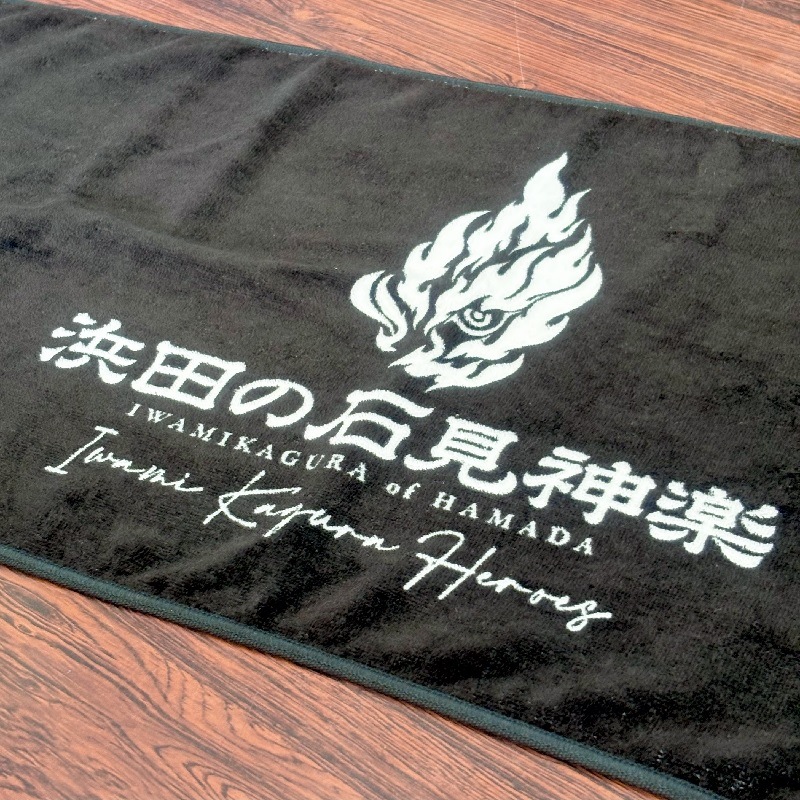 浜田の石見神楽
IWAMIKAGURA of HAMADA
Iwami Kagura Heroes